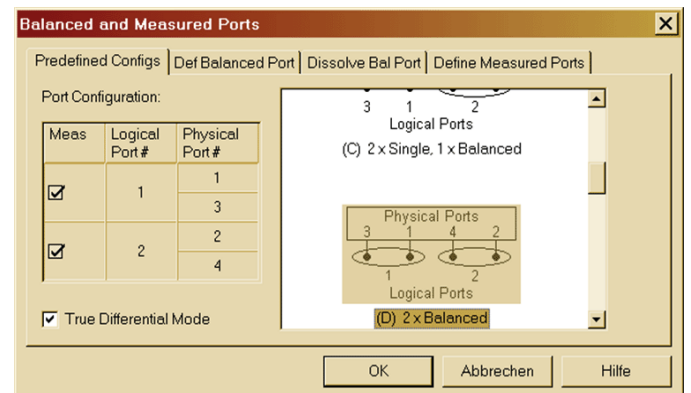 Balanced and Measured Ports
Predefined Configs Def Balanced Port Dissolve Bal Port Define Measured Ports
Port Configuration:
Meas Logical Port# Physical Port#
1 1
3
2 2
4
True Differential Mode
3 1 2
Logical Ports
(C) 2 x Single, 1 x Balanced
Physical Ports
3 1 4 2
1 2
Logical Ports
(D) 2 x Balanced
OK Abbrechen Hilfe